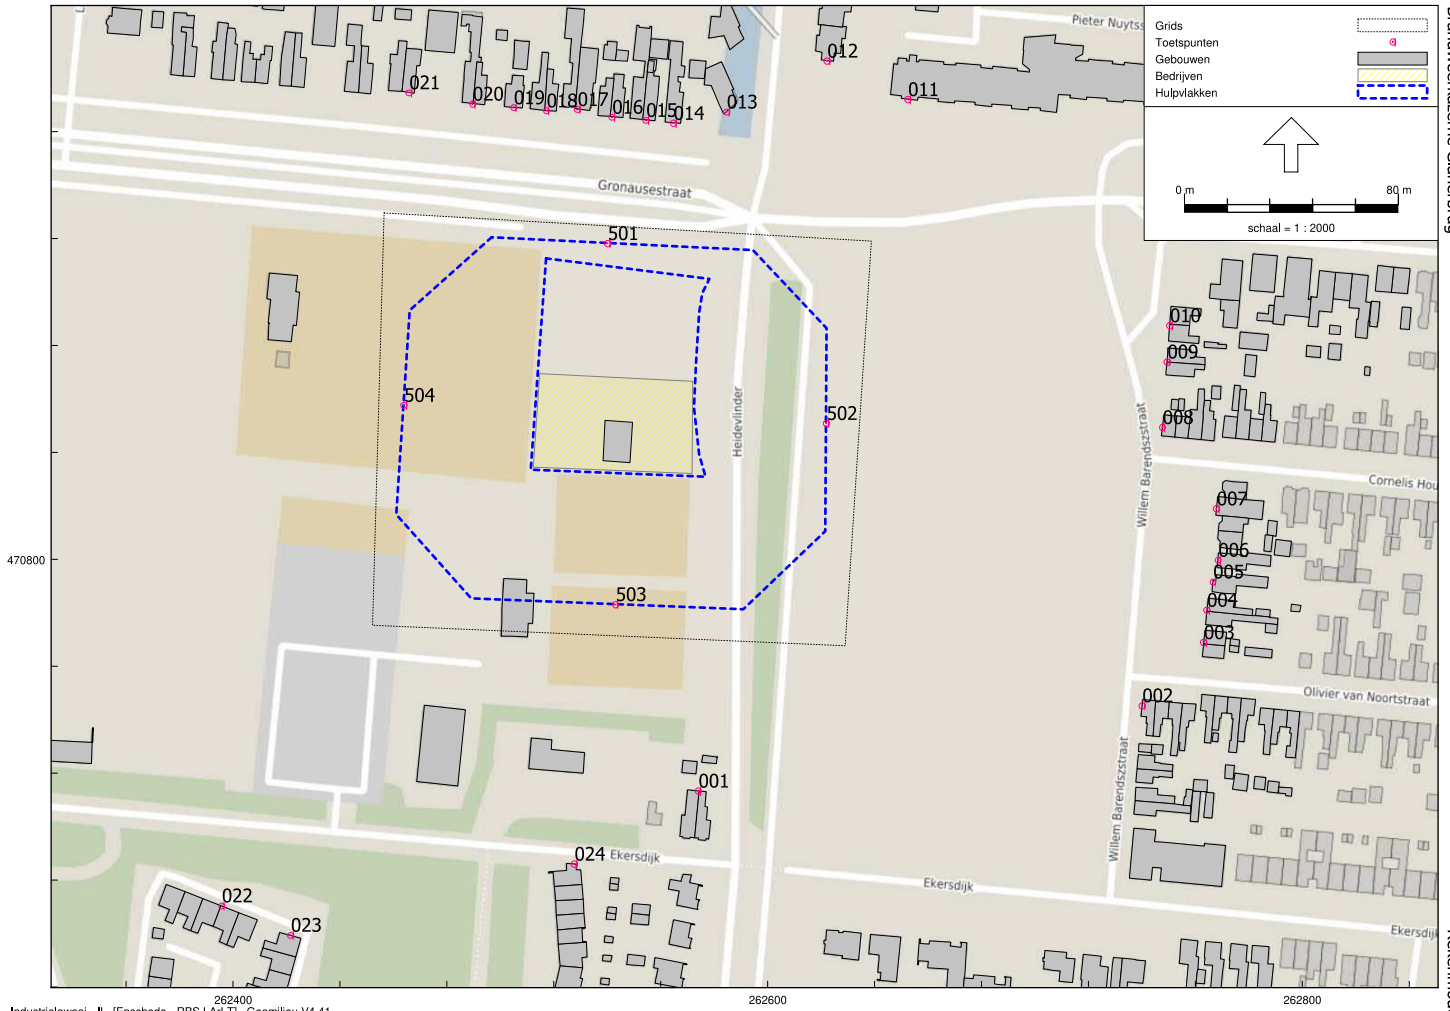 Pieter Nuytss
Grids
Toetspunten
Gebouwen
Bedrijven
Hulpvlakken
0 m
80 m
schaal = 1 : 2000
012
021
020
019
018
017
016
015
014
013
011
Gronausestraat
501
010
009
504
502
008
Heidevlinder
Willem Barendszstraat
Cornelis Hou
007
470800
006
005
004
503
003
Olivier van Noortstraat
002
Willem Barendszstraat
001
024
Ekersdijk
Ekersdijk
022
023
Ekersdijk
262400
262600
262800